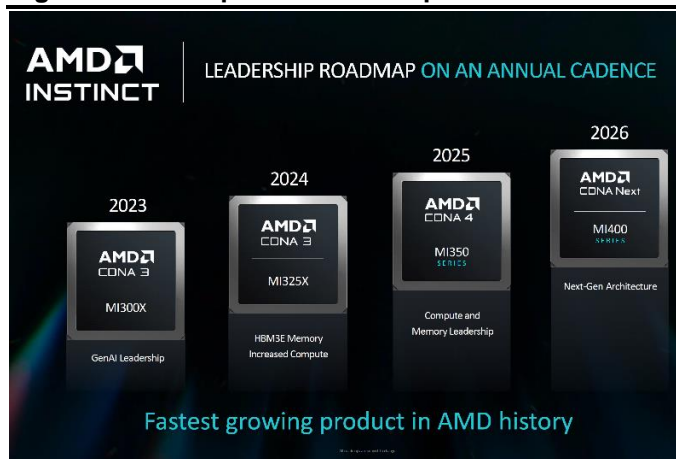 AMD
INSTINCT
LEADERSHIP ROADMAP ON AN ANNUAL CADENCE
2023
AMD
CDNA 3
MI300X
GenAI Leadership
2024
AMD
CDNA 3
MI325X
HBM3E Memory
Increased Compute
2025
AMD
CDNA 4
MI350
SERIES
Compute and
Memory Leadership
2026
AMD
CDNA Next
MI400
SERIES
Next-Gen Architecture
Fastest growing product in AMD history